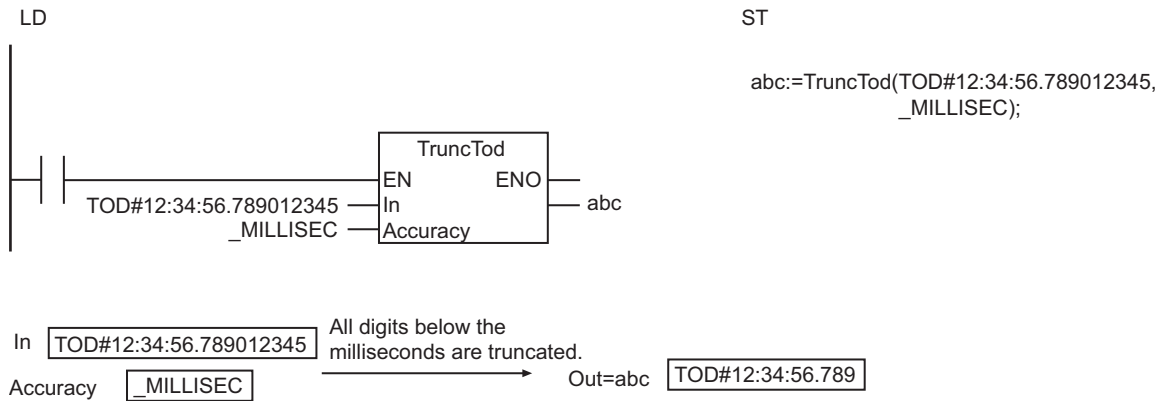 LD
ST
abc:=TruncTod(TOD#12:34:56.789012345,
_MILLISEC);
TruncTod
EN ENO
TOD#12:34:56.789012345 In abc
_MILLISEC Accuracy
In TOD#12:34:56.789012345
All digits below the
milliseconds are truncated.
Accuracy _MILLISEC
Out=abc TOD#12:34:56.789